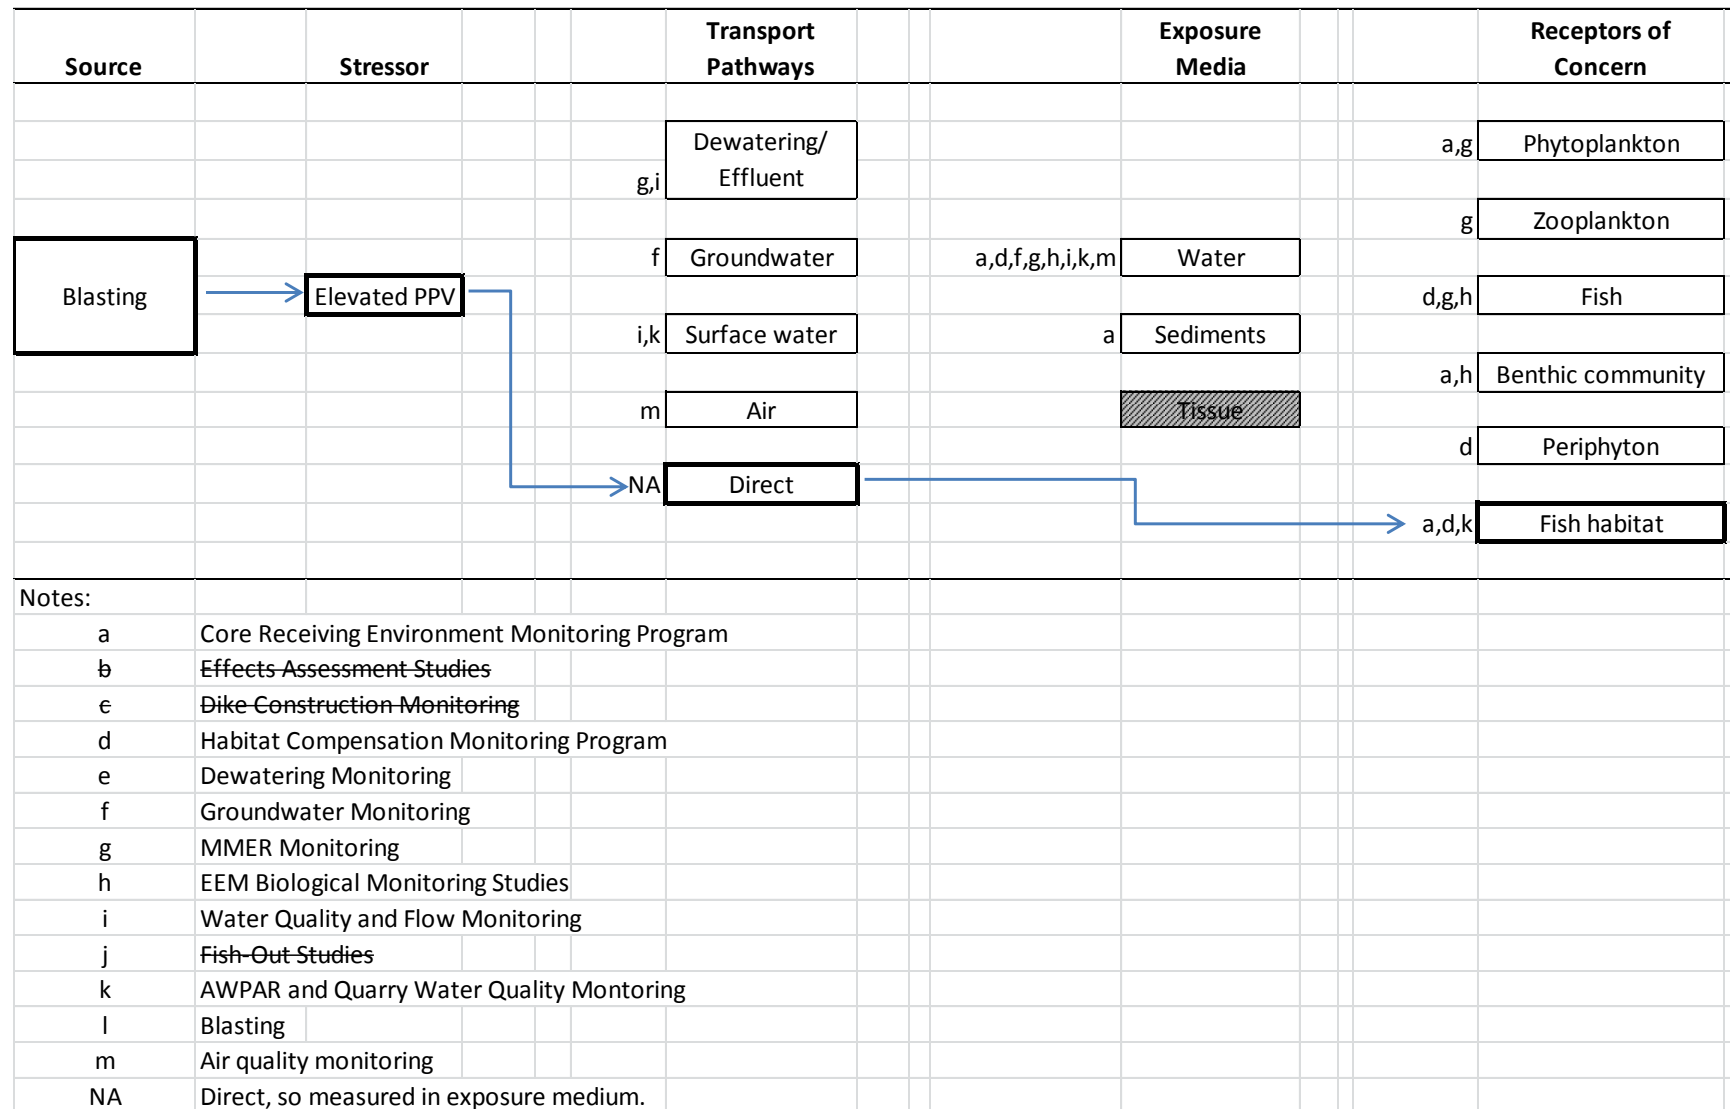 Source Stressor Transport Pathways Exposure Media Receptors of Concern
Dewatering/
g,i Effluent
a,g Phytoplankton
g Zooplankton
f Groundwater a,d,f,g,h,i,k,m Water
Blasting Elevated PPV d,g,h Fish
i,k Surface water a Sediments
a,h Benthic community
m Air Tissue
d Periphyton
NA Direct
a,d,k Fish habitat
Notes:
a Core Receiving Environment Monitoring Program
b Effects Assessment Studies
c Dike Construction Monitoring
d Habitat Compensation Monitoring Program
e Dewatering Monitoring
f Groundwater Monitoring
g MMER Monitoring
h EEM Biological Monitoring Studies
i Water Quality and Flow Monitoring
j Fish-Out Studies
k AWPAR and Quarry Water Quality Montoring
l Blasting
m Air quality monitoring
NA Direct, so measured in exposure medium.